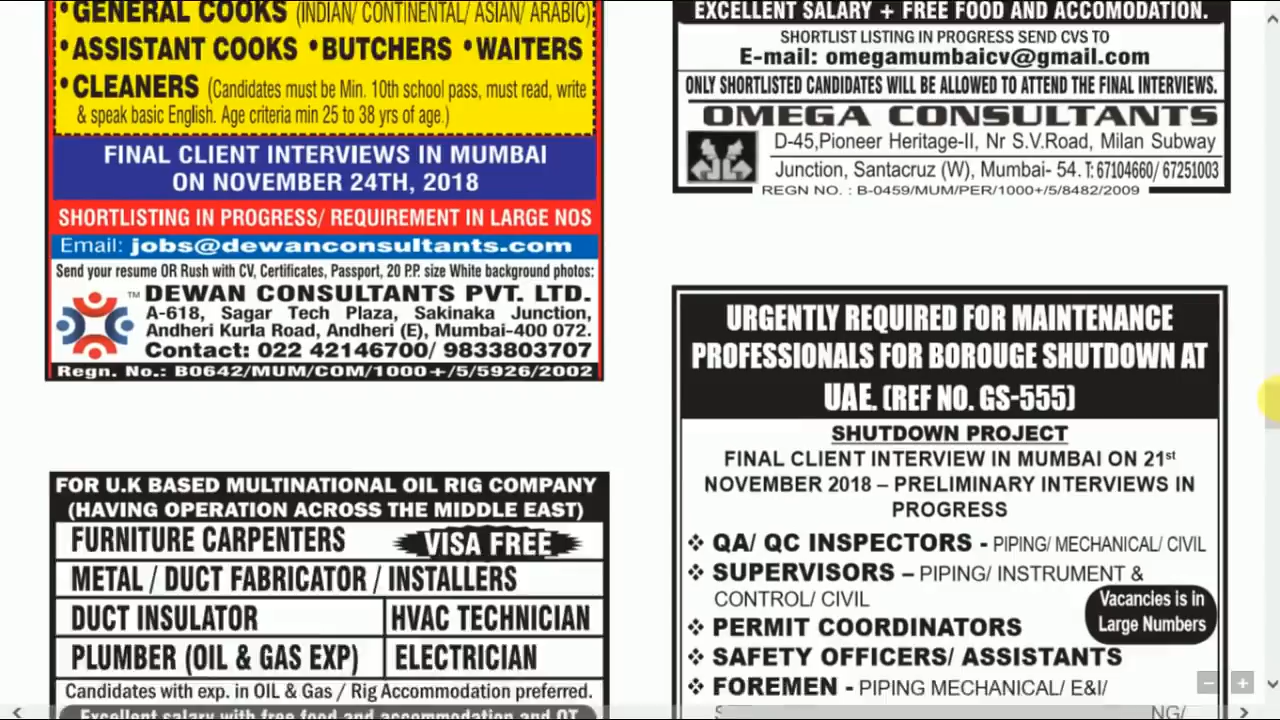 •GENERAL COOKS (INDIAN/ CONTINENTAL/ ASIAN/ ARABIC)
•ASSISTANT COOKS •BUTCHERS •WAITERS
•CLEANERS (Candidates must be Min. 10th school pass, must read, write
& speak basic English. Age criteria min 25 to 38 yrs of age.)
FINAL CLIENT INTERVIEWS IN MUMBAI
ON NOVEMBER 24TH, 2018
SHORTLISTING IN PROGRESS/ REQUIREMENT IN LARGE NOS
Email: jobs@dewanconsultants.com
Send your resume OR Rush with CV, Certificates, Passport, 20 P.P. size White background photos:
TM DEWAN CONSULTANTS PVT. LTD.
A-618, Sagar Tech Plaza, Sakinaka Junction,
Andheri Kurla Road, Andheri (E), Mumbai-400 072.
Contact: 022 42146700/ 9833803707
Regn. No.: B0642/MUM/COM/1000+/5/5926/2002
FOR U.K BASED MULTINATIONAL OIL RIG COMPANY
(HAVING OPERATION ACROSS THE MIDDLE EAST)
FURNITURE CARPENTERS VISA FREE
METAL / DUCT FABRICATOR / INSTALLERS
DUCT INSULATOR HVAC TECHNICIAN
PLUMBER (OIL & GAS EXP) ELECTRICIAN
Candidates with exp. in OIL & Gas / Rig Accommodation preferred.
Excellent salary with free food and accommodation and OT
EXCELLENT SALARY + FREE FOOD AND ACCOMODATION.
SHORTLIST LISTING IN PROGRESS SEND CVS TO
E-mail: omegamumbaicv@gmail.com
ONLY SHORTLISTED CANDIDATES WILL BE ALLOWED TO ATTEND THE FINAL INTERVIEWS.
OMEGA CONSULTANTS
D-45,Pioneer Heritage-II, Nr S.V.Road, Milan Subway
Junction, Santacruz (W), Mumbai- 54. T: 67104660/ 67251003
REGN NO. : B-0459/MUM/PER/1000+/5/8482/2009
URGENTLY REQUIRED FOR MAINTENANCE
PROFESSIONALS FOR BOROUGE SHUTDOWN AT
UAE. (REF NO. GS-555)
SHUTDOWN PROJECT
FINAL CLIENT INTERVIEW IN MUMBAI ON 21st
NOVEMBER 2018 – PRELIMINARY INTERVIEWS IN
PROGRESS
❖ QA/ QC INSPECTORS - PIPING/ MECHANICAL/ CIVIL
❖ SUPERVISORS – PIPING/ INSTRUMENT &
CONTROL/ CIVIL
Vacancies is in
Large Numbers
❖ PERMIT COORDINATORS
❖ SAFETY OFFICERS/ ASSISTANTS
❖ FOREMEN - PIPING MECHANICAL/ E&I/